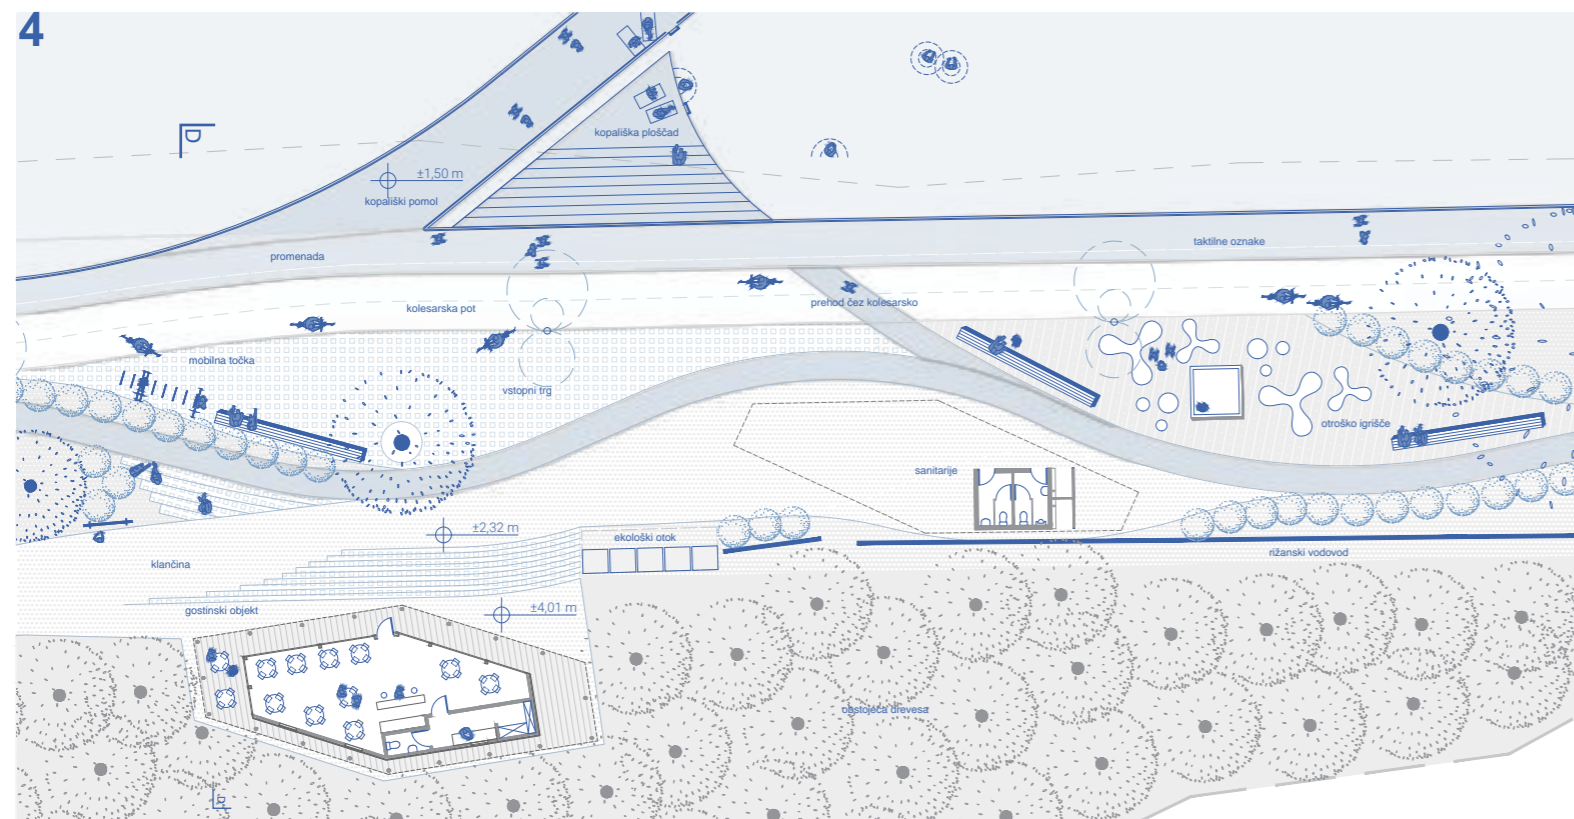 4
D
kopališka ploščad
±1,50 m
kopališki pomol
taktilne oznake
promenada
prehod čez kolesarsko
kolesarska pot
mobilna točka
vstopni trg
otroško igrišče
sanitarije
±2,32 m
ekološki otok
rižanski vodovod
klančina
gostinski objekt
±4,01 m
obstoječa drevesa
D